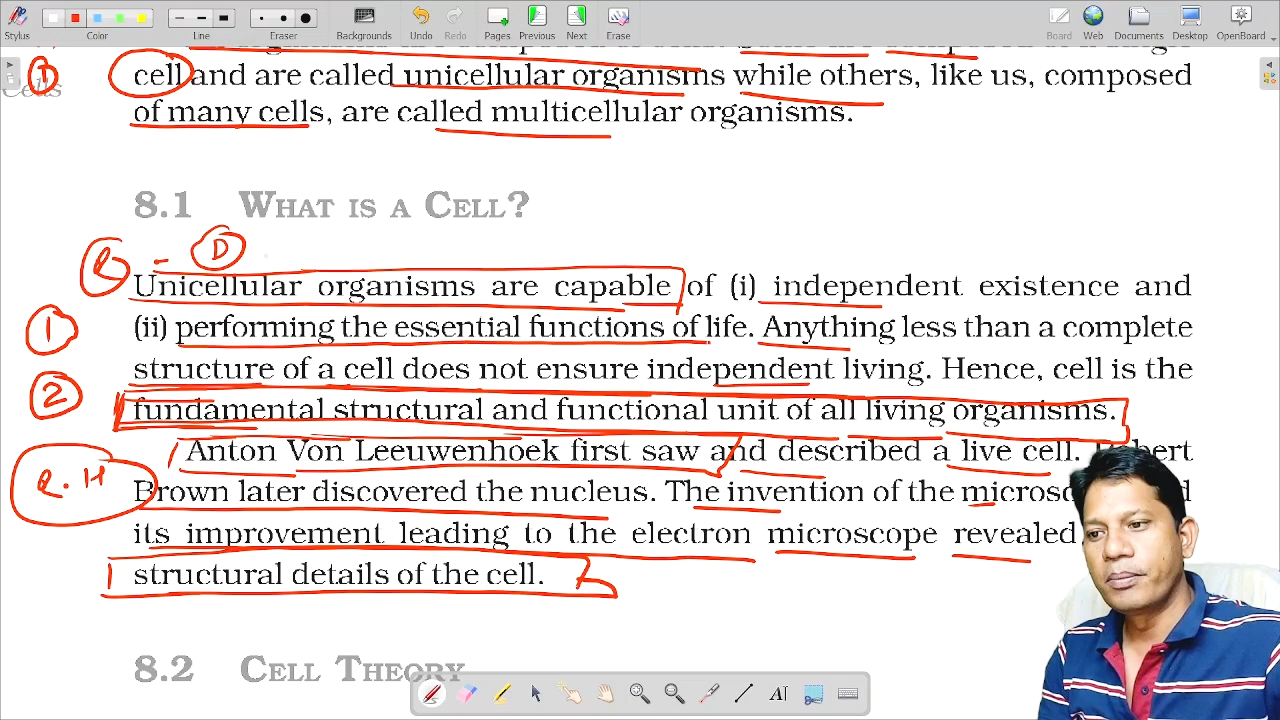 Stylus
Color
Line
Eraser
Backgrounds
Undo
Redo
Pages
Previous
Next
Erase
Board
Web
Documents
Desktop
OpenBoard
1
Cells
cell and are called unicellular organisms while others, like us, composed
of many cells, are called multicellular organisms.
8.1 WHAT IS A CELL?
D
Unicellular organisms are capable of (i) independent existence and
1
(ii) performing the essential functions of life. Anything less than a complete
structure of a cell does not ensure independent living. Hence, cell is the
2
fundamental structural and functional unit of all living organisms.
Anton Von Leeuwenhoek first saw and described a live cell.
R.H
Brown later discovered the nucleus. The invention of the
its improvement leading to the electron microscope revealed
structural details of the cell.
8.2 CELL THEORY